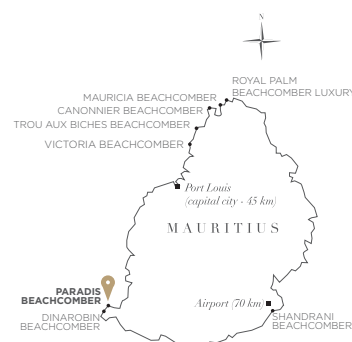 N
ROYAL PALM
BEACHCOMBER LUXURY
MAURICIA BEACHCOMBER
CANONNIER BEACHCOMBER
TROU AUX BICHES BEACHCOMBER
VICTORIA BEACHCOMBER
Port Louis
(capital city - 45 km)
MAURITIUS
PARADIS
BEACHCOMBER
Airport (70 km)
DINAROBIN
BEACHCOMBER
SHANDRANI
BEACHCOMBER